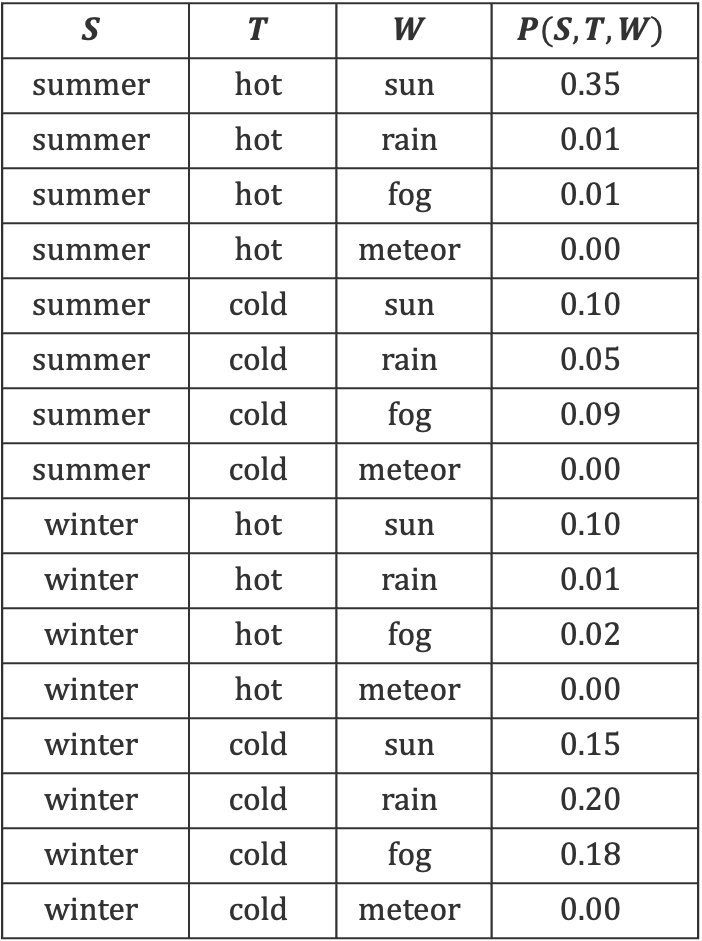 S T W P(S, T, W)
summer hot sun 0.35
summer hot rain 0.01
summer hot fog 0.01
summer hot meteor 0.00
summer cold sun 0.10
summer cold rain 0.05
summer cold fog 0.09
summer cold meteor 0.00
winter hot sun 0.10
winter hot rain 0.01
winter hot fog 0.02
winter hot meteor 0.00
winter cold sun 0.15
winter cold rain 0.20
winter cold fog 0.18
winter cold meteor 0.00